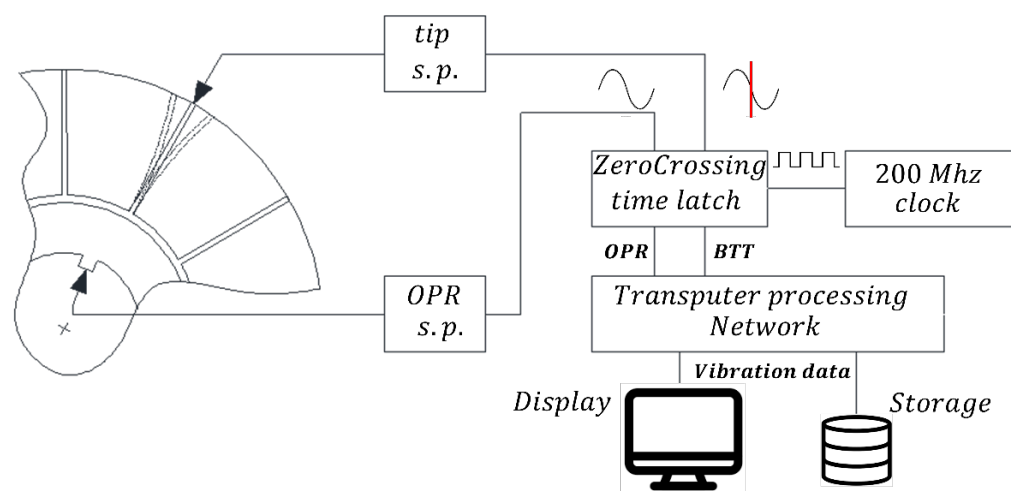 tip
s.p.
ZeroCrossing
time latch
200 Mhz
clock
OPR
BTT
OPR
s.p.
Transputer processing
Network
Vibration data
Display
Storage